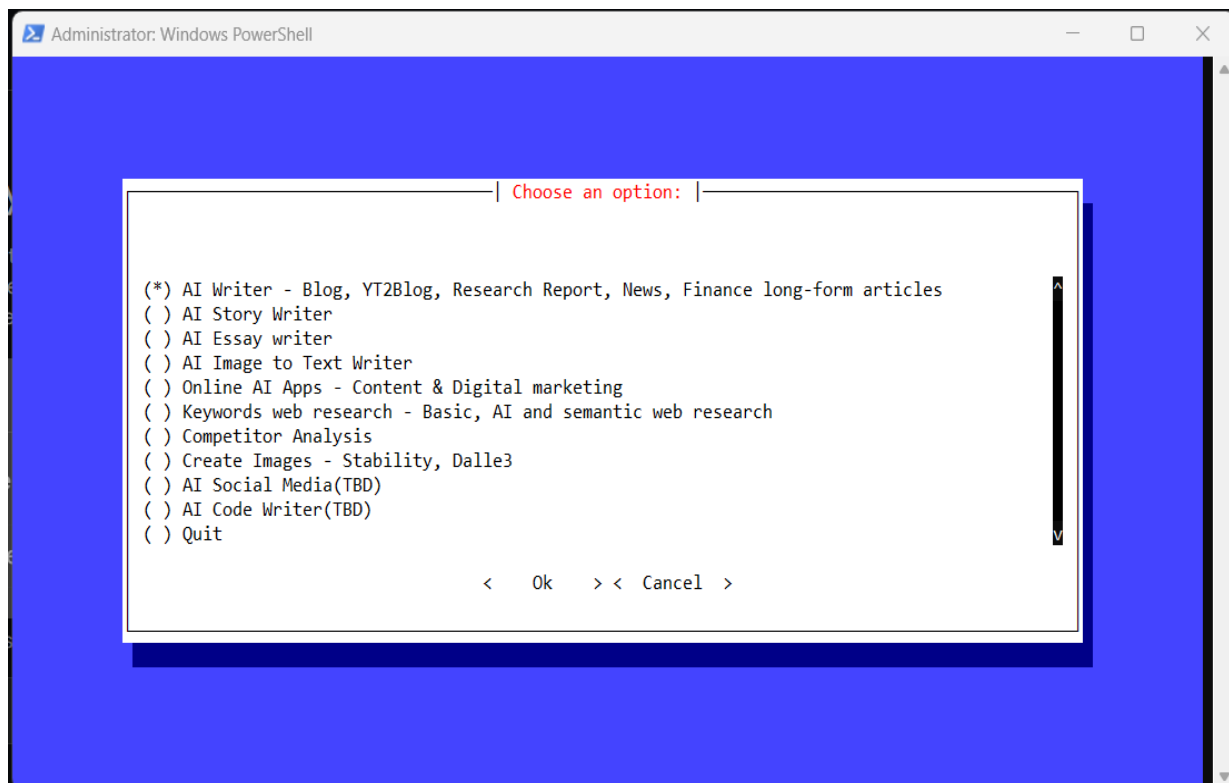 Administrator: Windows PowerShell
Choose an option:
(*) AI Writer - Blog, YT2Blog, Research Report, News, Finance long-form articles
( ) AI Story Writer
( ) AI Essay writer
( ) AI Image to Text Writer
( ) Online AI Apps - Content & Digital marketing
( ) Keywords web research - Basic, AI and semantic web research
( ) Competitor Analysis
( ) Create Images - Stability, Dalle3
( ) AI Social Media(TBD)
( ) AI Code Writer(TBD)
( ) Quit
< Ok > < Cancel >